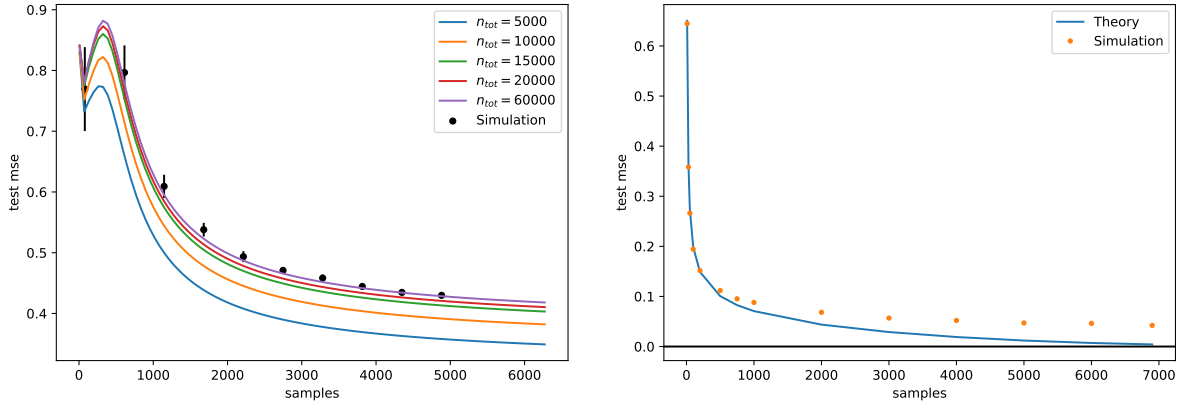 0.9
0.8
0.7
0.6
0.5
0.4
test mse
0
1000
2000
3000
4000
5000
6000
samples
n_tot = 5000
n_tot = 10000
n_tot = 15000
n_tot = 20000
n_tot = 60000
Simulation
0.6
0.5
0.4
0.3
0.2
0.1
0.0
test mse
0
1000
2000
3000
4000
5000
6000
7000
samples
Theory
Simulation